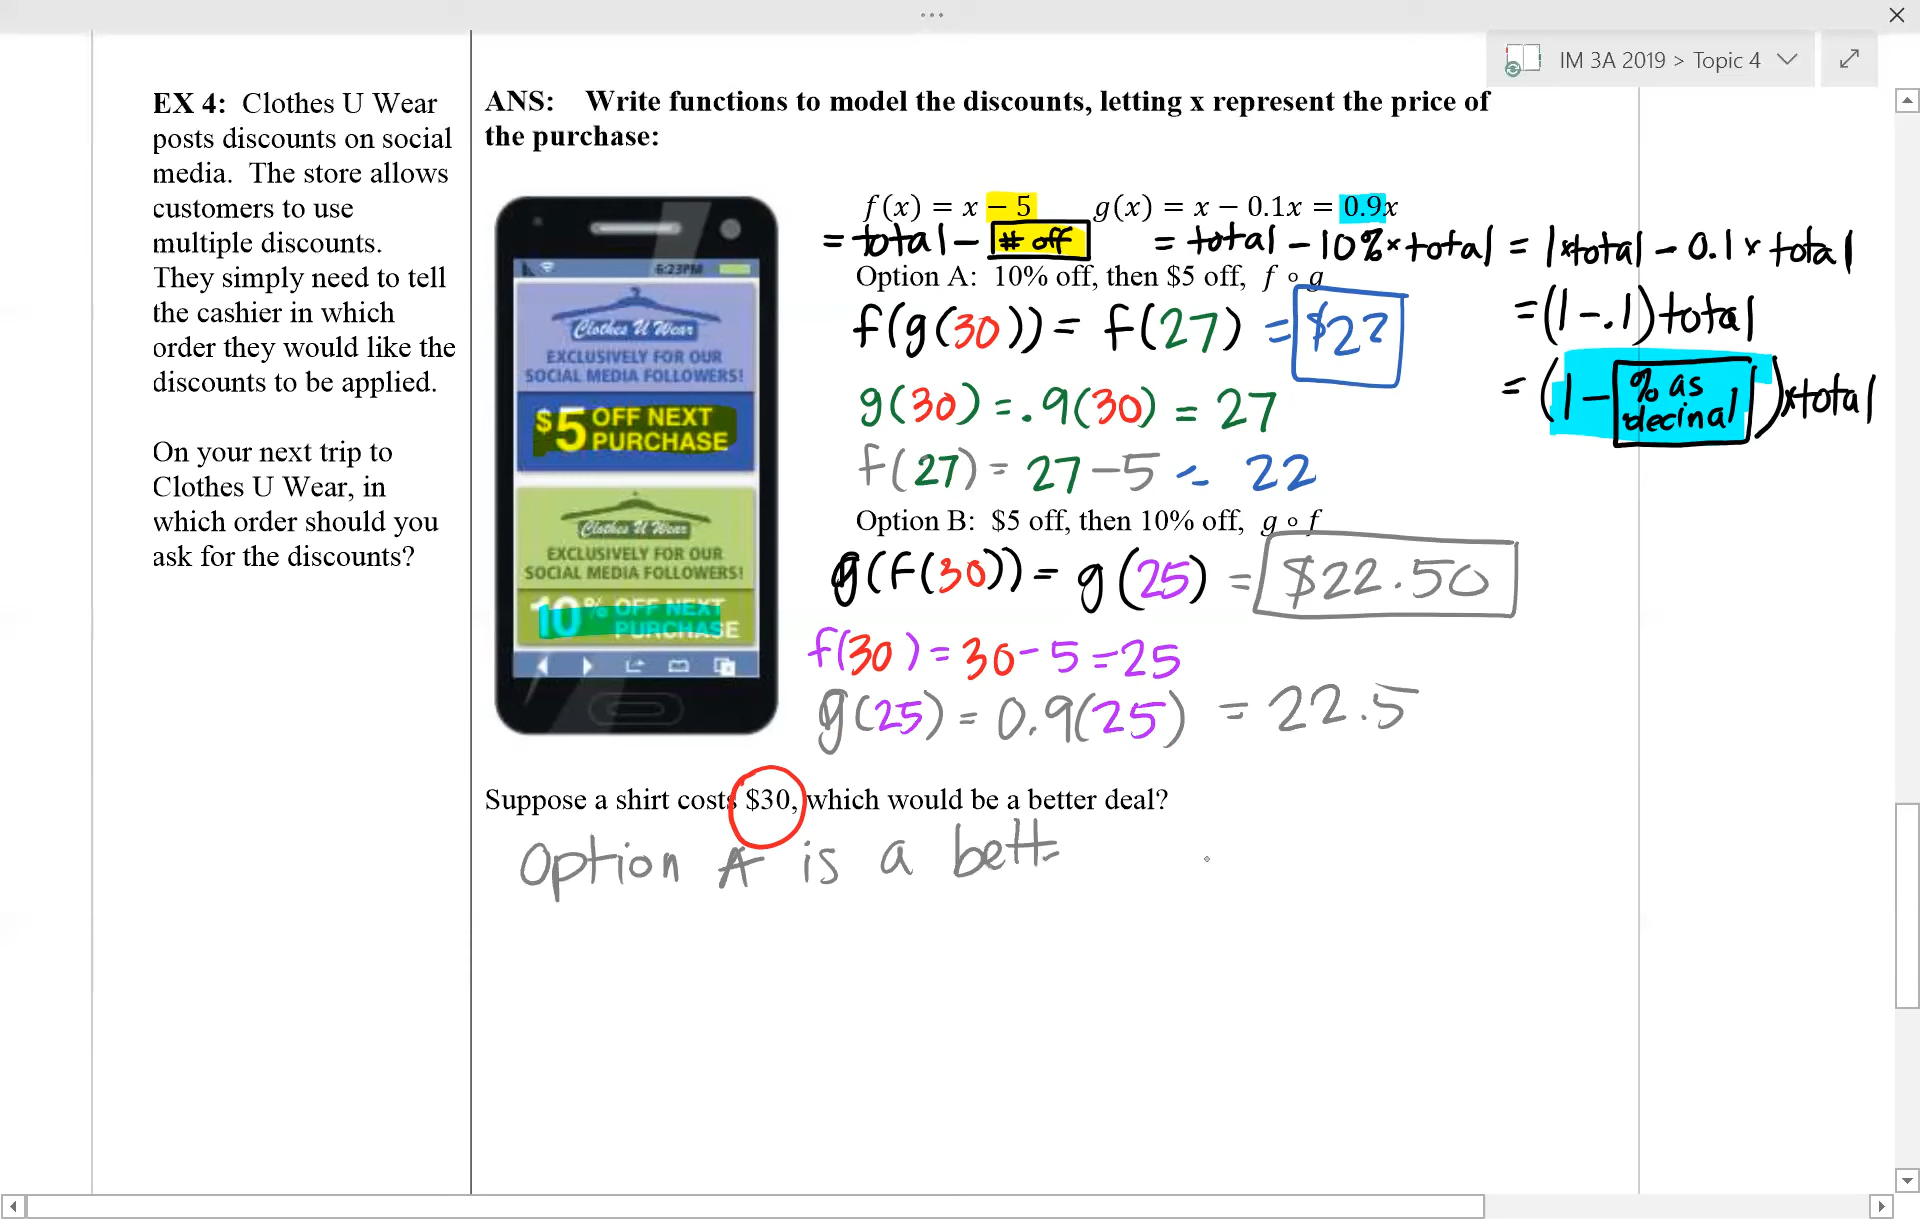 IM 3A 2019 > Topic 4
EX 4: Clothes U Wear
posts discounts on social
media. The store allows
customers to use
multiple discounts.
They simply need to tell
the cashier in which
order they would like the
discounts to be applied.
On your next trip to
Clothes U Wear, in
which order should you
ask for the discounts?
ANS: Write functions to model the discounts, letting x represent the price of
the purchase:
6:23PM
Clothes U Wear
EXCLUSIVELY FOR OUR
SOCIAL MEDIA FOLLOWERS!
$5 OFF NEXT
PURCHASE
Clothes U Wear
EXCLUSIVELY FOR OUR
SOCIAL MEDIA FOLLOWERS!
10% OFF NEXT
PURCHASE
f(x) = x − 5 g(x) = x − 0.1x = 0.9x
= total - # off = total - 10% × total = 1×total - 0.1 × total
= (1-.1) total
= (1 - % as decimal) × total
Option A: 10% off, then $5 off, f ∘ g
f(g(30)) = f(27) = $22
g(30) = .9(30) = 27
f(27) = 27 - 5 = 22
Option B: $5 off, then 10% off, g ∘ f
g(f(30)) = g(25) = $22.50
f(30) = 30 - 5 = 25
g(25) = 0.9(25) = 22.5
Suppose a shirt costs $30, which would be a better deal?
Option A is a bett